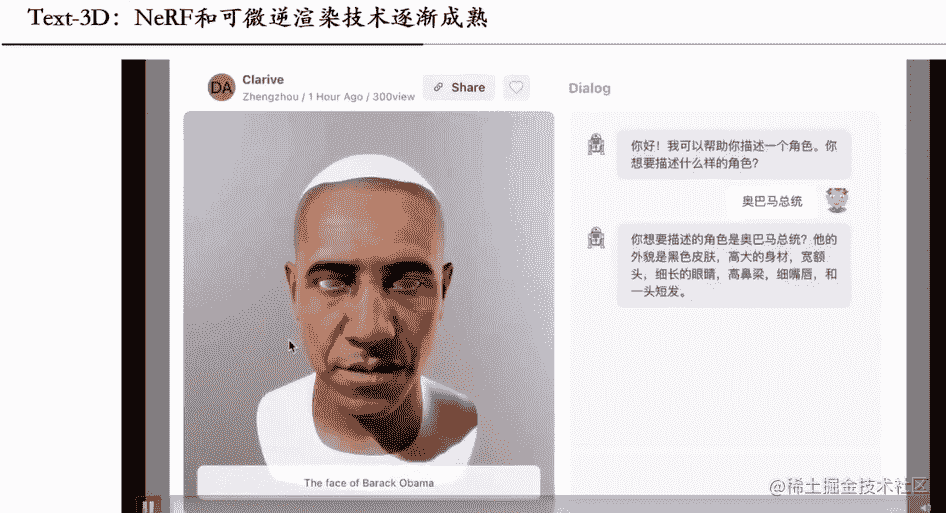 Text-3D：NeRF和可微逆渲染技术逐渐成熟
DA
Clarive
Zhengzhou / 1 Hour Ago / 300view
Share
Dialog
你好！我可以帮助你描述一个角色。你
想要描述什么样的角色?
奥巴马总统
你想要描述的角色是奥巴马总统？他的
外貌是黑色皮肤，高大的身材，宽额
头，细长的眼睛，高鼻梁，细嘴唇，和
一头短发。
The face of Barack Obama
@稀土掘金技术社区